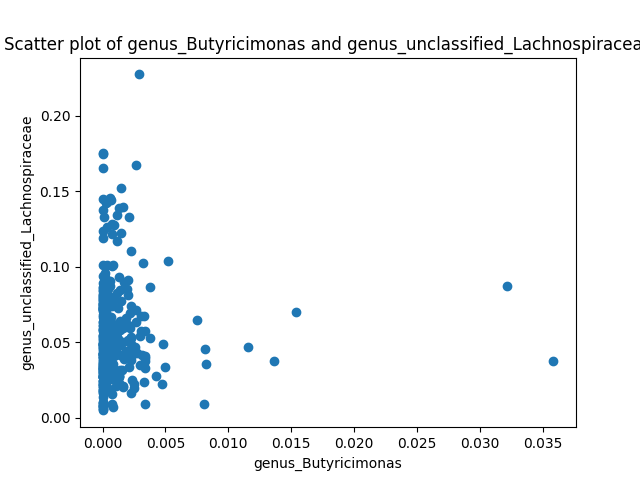 Scatter plot of genus_Butyricimonas and genus_unclassified_Lachnospiracea
0.20
0.15
0.10
0.05
0.00
genus_unclassified_Lachnospiraceae
0.000 0.005 0.010 0.015 0.020 0.025 0.030 0.035
genus_Butyricimonas